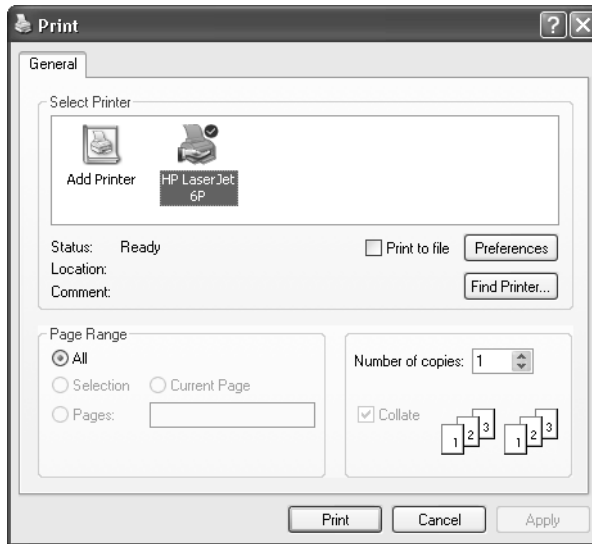 Print
General
Select Printer
Add Printer
HP LaserJet
6P
Status: Ready
Location:
Comment:
Print to file
Preferences
Find Printer...
Page Range
All
Selection
Current Page
Pages:
Number of copies: 1
Collate
1 2 3 1 2 3
Print
Cancel
Apply